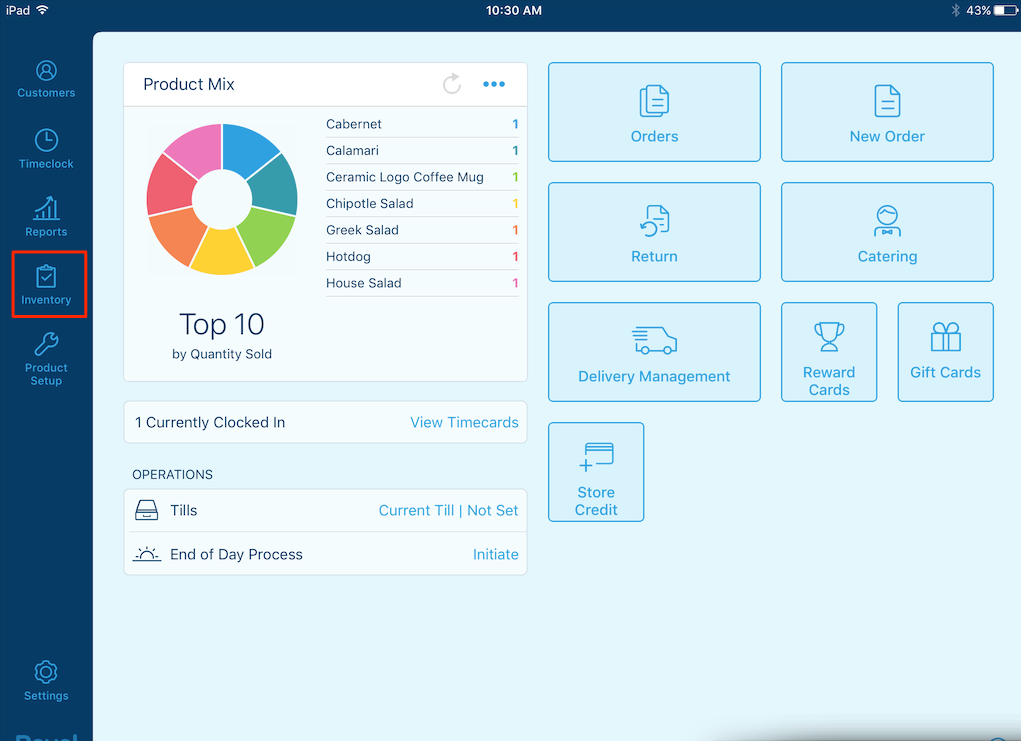 iPad
10:30 AM
43%
Customers
Timeclock
Reports
Inventory
Product
Setup
Settings
Product Mix
Cabernet 1
Calamari 1
Ceramic Logo Coffee Mug 1
Chipotle Salad 1
Greek Salad 1
Hotdog 1
House Salad 1
Top 10
by Quantity Sold
1 Currently Clocked In View Timecards
OPERATIONS
Tills Current Till | Not Set
End of Day Process Initiate
Orders
New Order
Return
Catering
Delivery Management
Reward
Cards
Gift Cards
Store
Credit